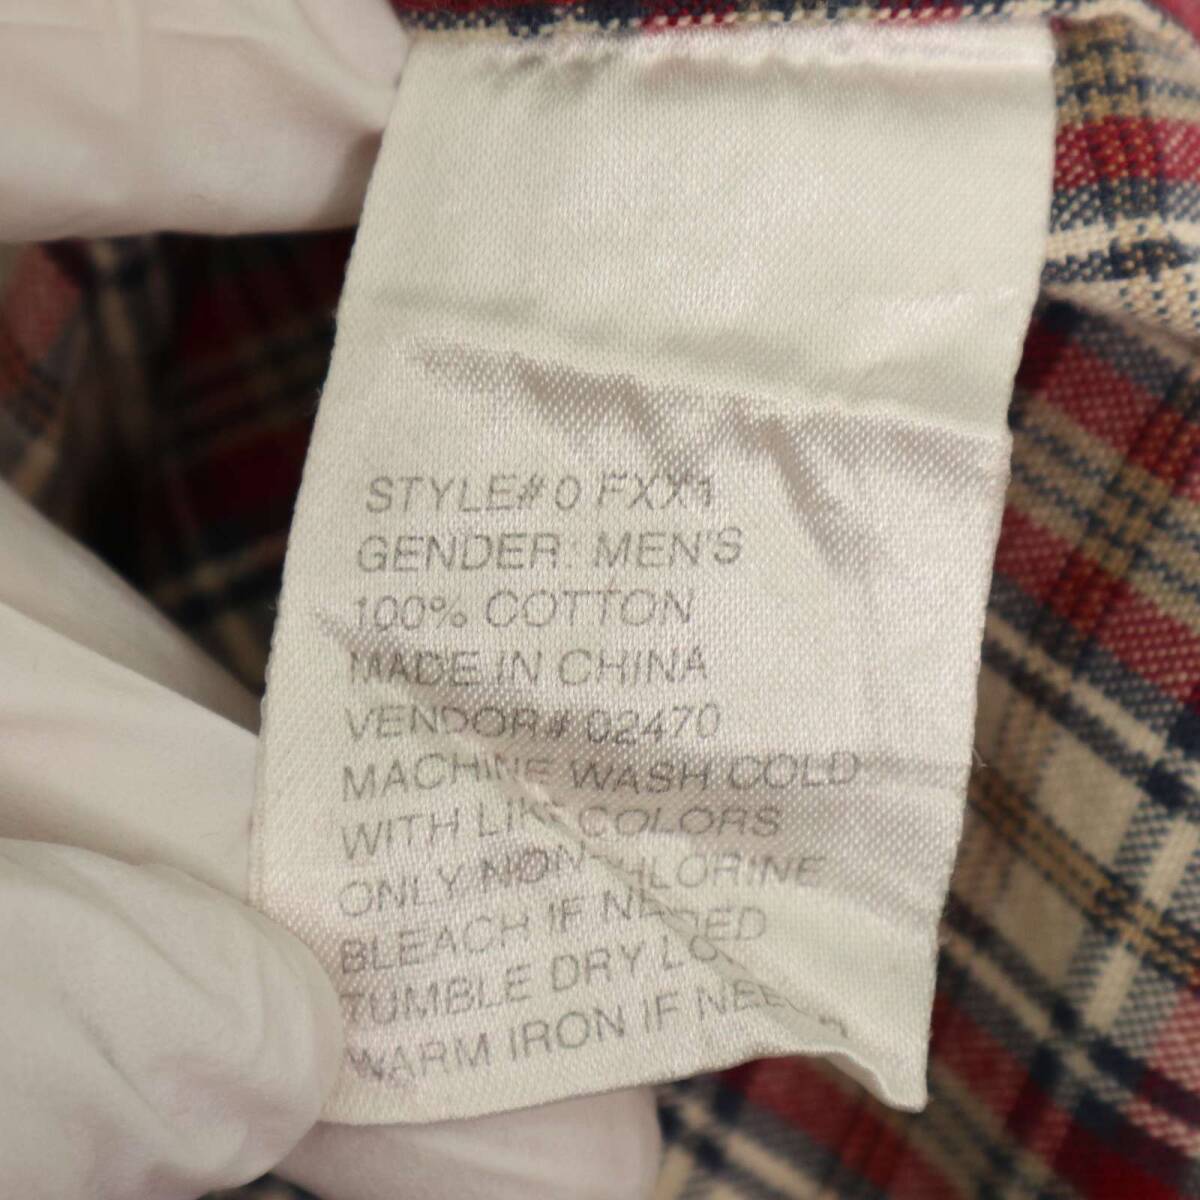 STYLE# 0 FXX1
GENDER: MEN'S
100% COTTON
MADE IN CHINA
VENDOR# 02470
MACHINE WASH COLD
WITH LIKE COLORS
ONLY NON-CHLORINE
BLEACH IF NEEDED
TUMBLE DRY LOW
WARM IRON IF NEEDED